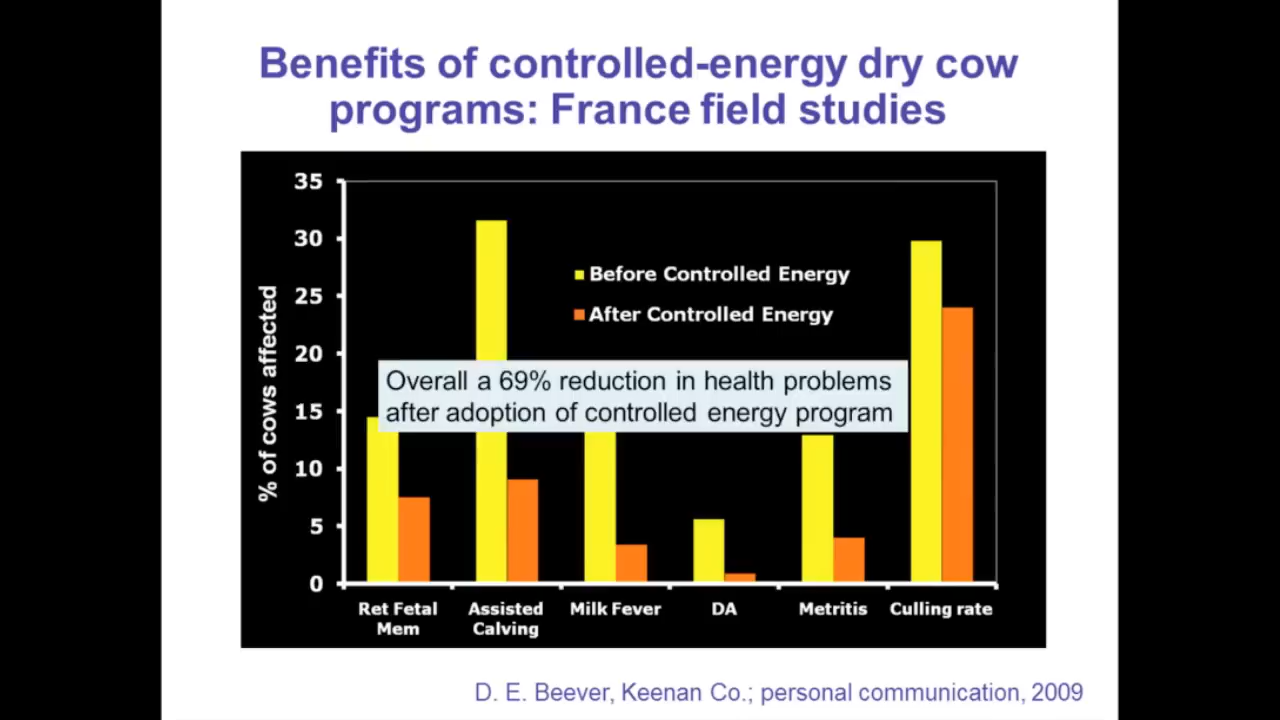 Benefits of controlled-energy dry cow
programs: France field studies
35
30
25
20
15
10
5
0
% of cows affected
Before Controlled Energy
After Controlled Energy
Overall a 69% reduction in health problems
after adoption of controlled energy program
Ret Fetal
Mem
Assisted
Calving
Milk Fever
DA
Metritis
Culling rate
D. E. Beever, Keenan Co.; personal communication, 2009